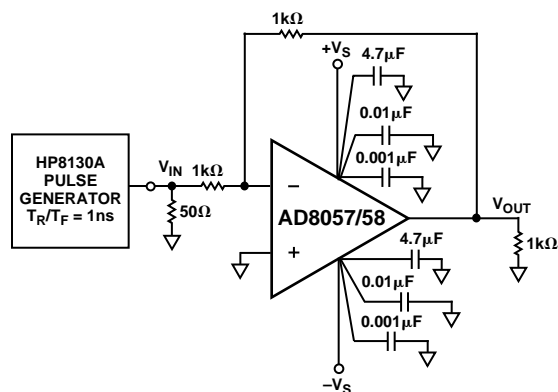 1kΩ
+VS
4.7µF
0.01µF
0.001µF
HP8130A
PULSE
GENERATOR
TR/TF = 1ns
VIN
1kΩ
50Ω
–
+
AD8057/58
VOUT
1kΩ
4.7µF
0.01µF
0.001µF
–VS